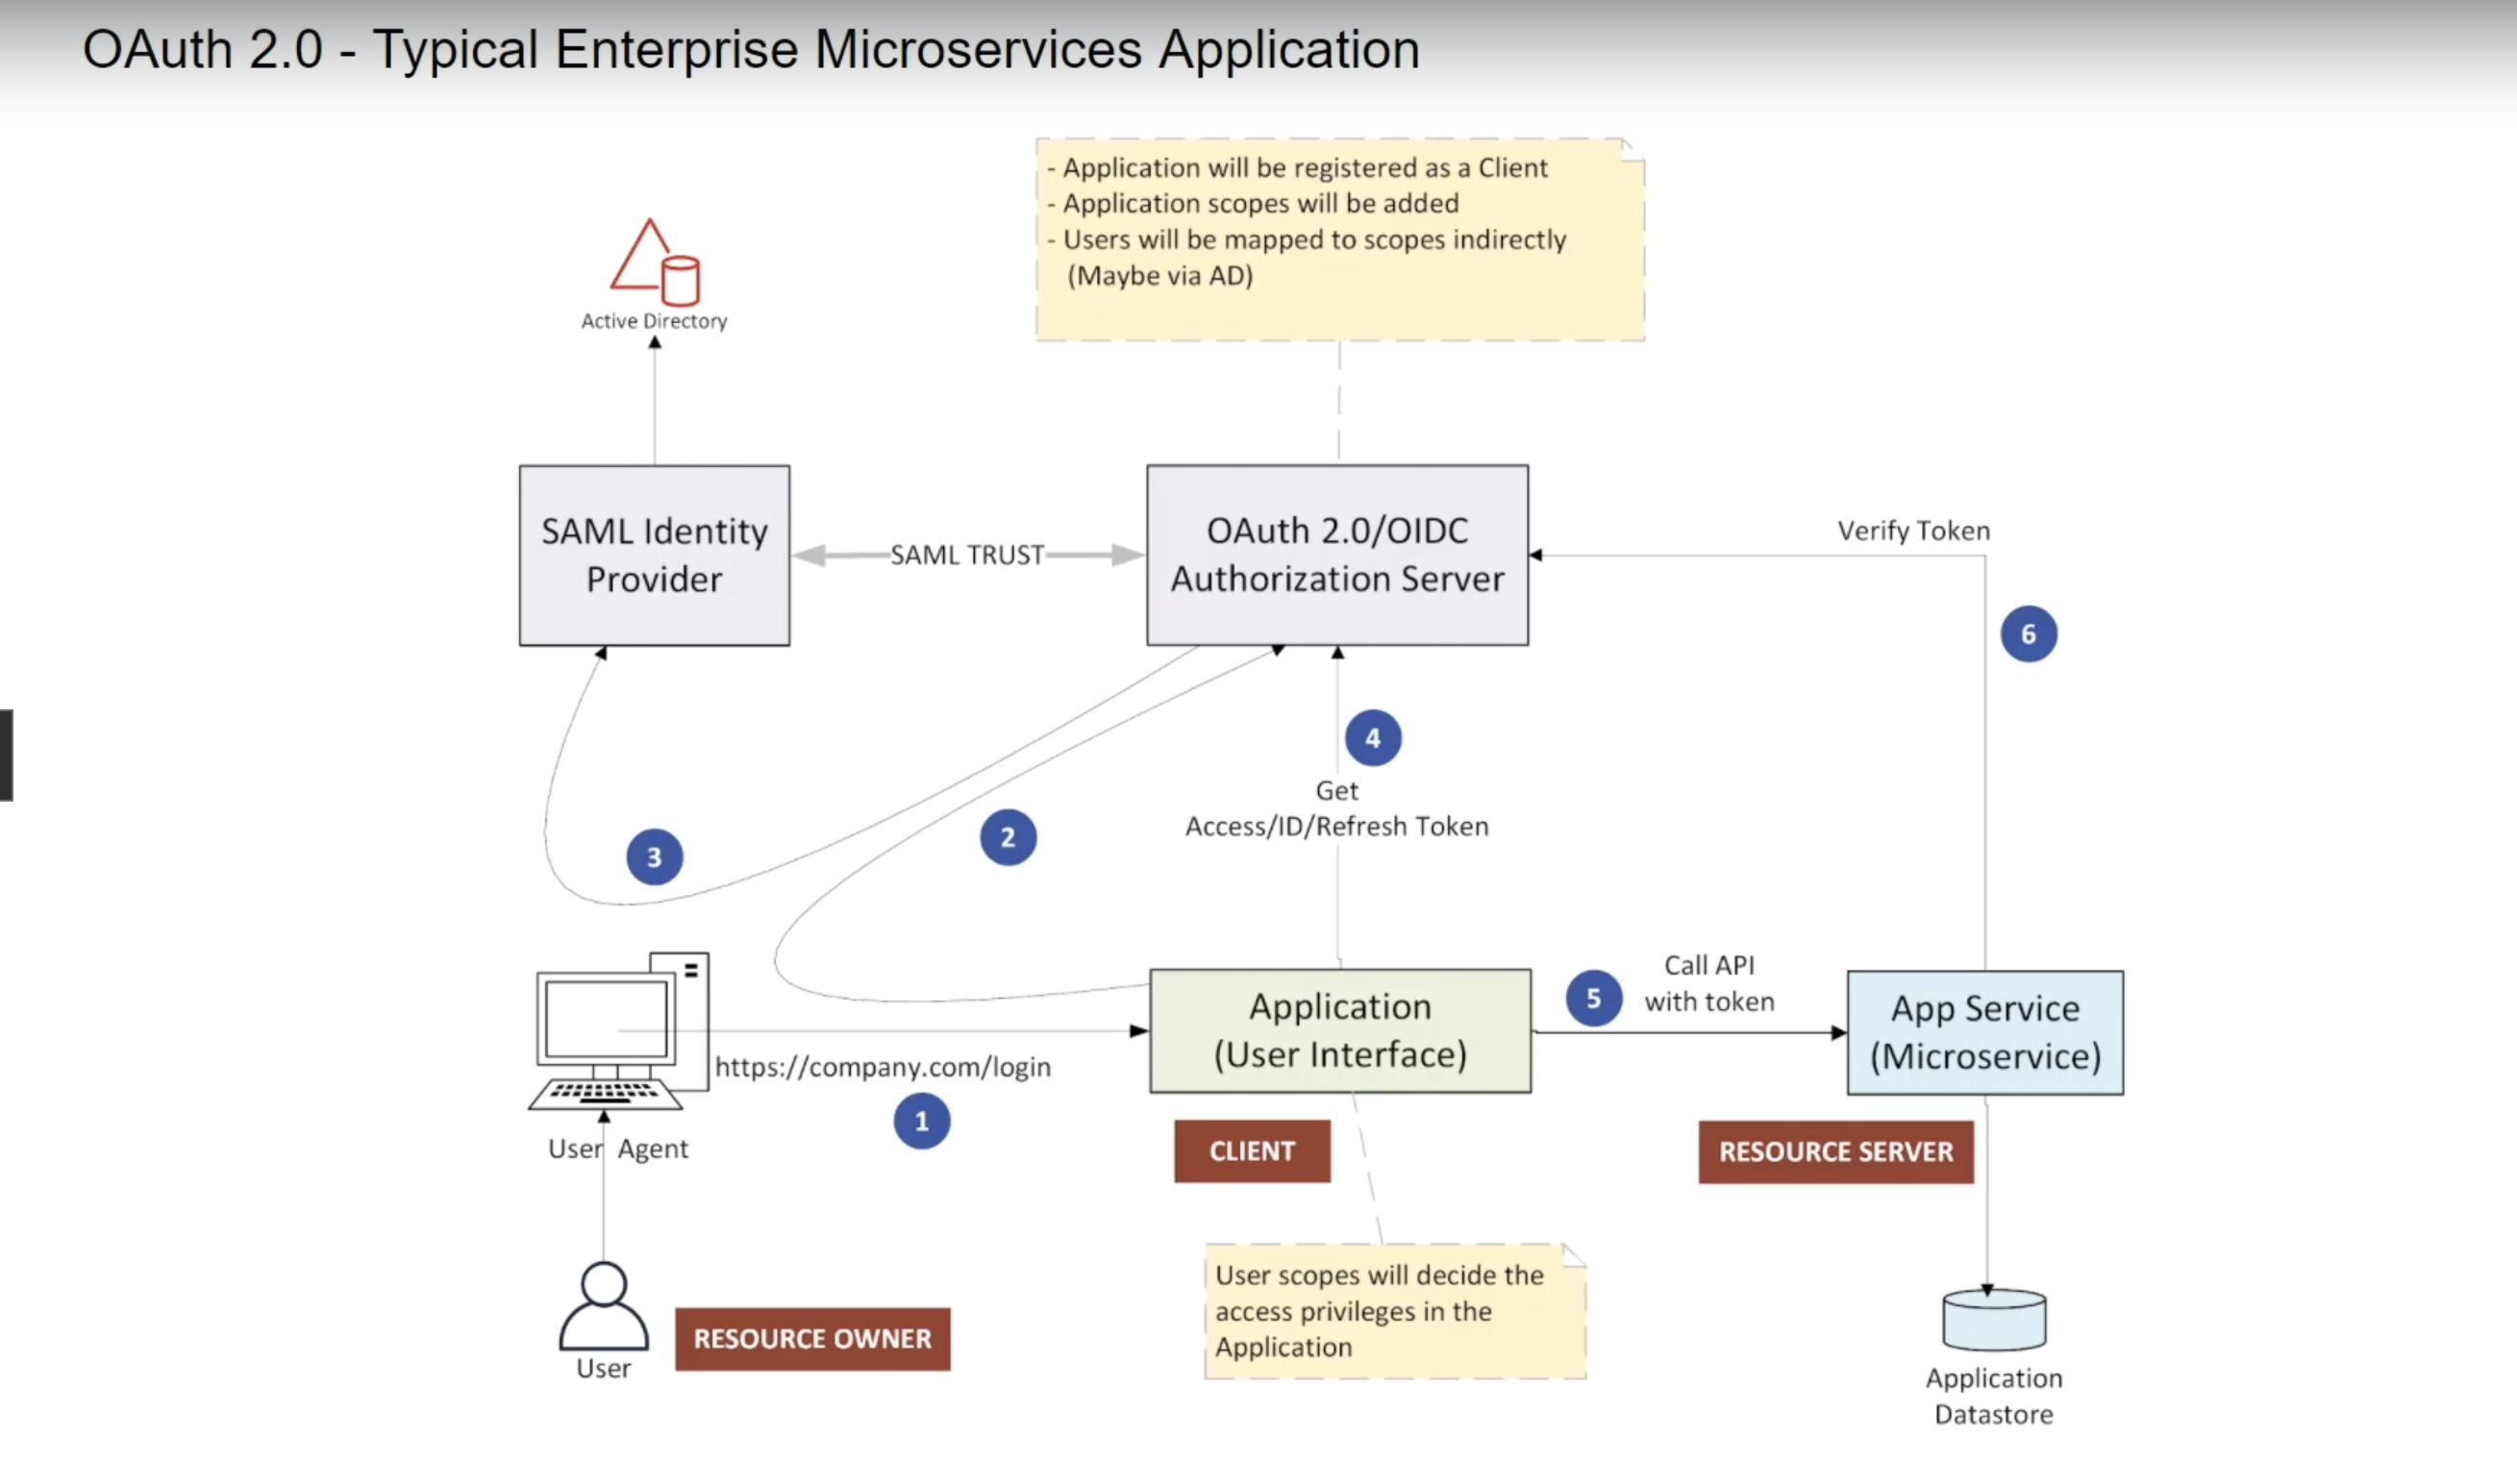 OAuth 2.0 - Typical Enterprise Microservices Application
- Application will be registered as a Client
- Application scopes will be added
- Users will be mapped to scopes indirectly
(Maybe via AD)
Active Directory
SAML Identity
Provider
SAML TRUST
OAuth 2.0/OIDC
Authorization Server
Verify Token
6
4
Get
Access/ID/Refresh Token
2
3
Call API
with token
5
Application
(User Interface)
App Service
(Microservice)
https://company.com/login
1
User Agent
CLIENT
RESOURCE SERVER
User scopes will decide the
access privileges in the
Application
RESOURCE OWNER
User
Application
Datastore